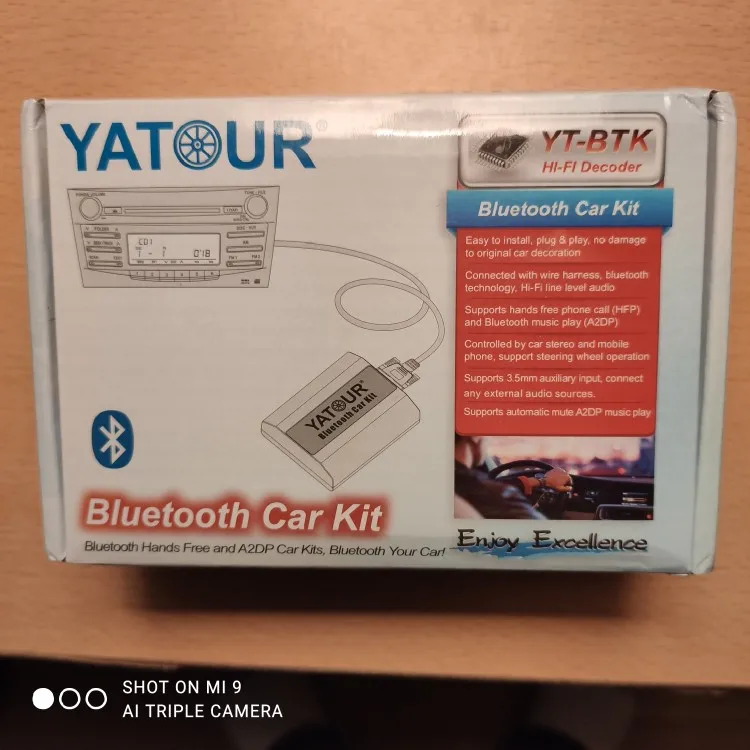 YATOUR®
YT-BTK
HI-FI Decoder
Bluetooth Car Kit
Easy to install, plug & play, no damage
to original car decoration
Connected with wire harness, bluetooth
technology, Hi-Fi line level audio
Supports hands free phone call (HFP)
and Bluetooth music play (A2DP)
Controlled by car stereo and mobile
phone, support steering wheel operation
Supports 3.5mm auxiliary input, connect
any external audio sources.
Supports automatic mute A2DP music play
CD1
1 - 1 0'18
YATOUR®
Bluetooth Car Kit
Bluetooth Car Kit
Bluetooth Hands Free and A2DP Car Kits, Bluetooth Your Car!
Enjoy Excellence
SHOT ON MI 9
AI TRIPLE CAMERA